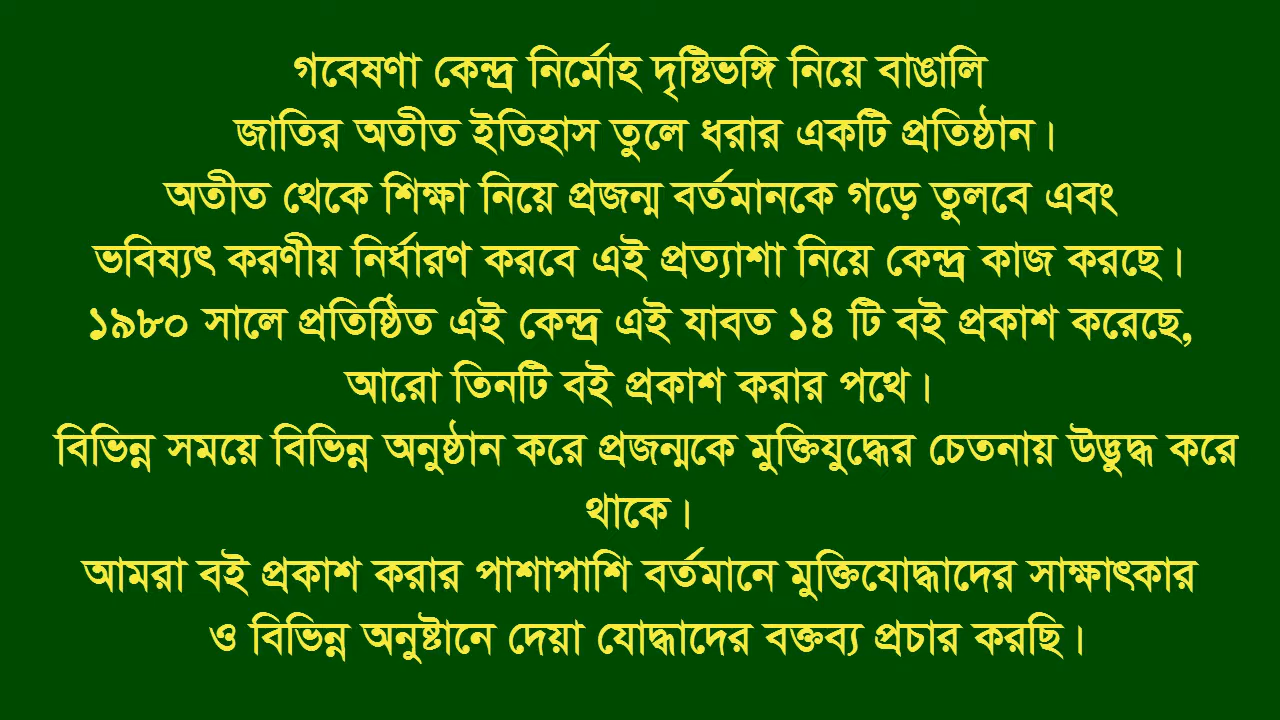 গবেষণা কেন্দ্র নির্মোহ দৃষ্টিভঙ্গি নিয়ে বাঙালি
জাতির অতীত ইতিহাস তুলে ধরার একটি প্রতিষ্ঠান।
অতীত থেকে শিক্ষা নিয়ে প্রজন্ম বর্তমানকে গড়ে তুলবে এবং
ভবিষ্যৎ করণীয় নির্ধারণ করবে এই প্রত্যাশা নিয়ে কেন্দ্র কাজ করছে।
১৯৮০ সালে প্রতিষ্ঠিত এই কেন্দ্র এই যাবত ১৪ টি বই প্রকাশ করেছে,
আরো তিনটি বই প্রকাশ করার পথে।
বিভিন্ন সময়ে বিভিন্ন অনুষ্ঠান করে প্রজন্মকে মুক্তিযুদ্ধের চেতনায় উদ্ভুদ্ধ করে
থাকে।
আমরা বই প্রকাশ করার পাশাপাশি বর্তমানে মুক্তিযোদ্ধাদের সাক্ষাৎকার
ও বিভিন্ন অনুষ্টানে দেয়া যোদ্ধাদের বক্তব্য প্রচার করছি।